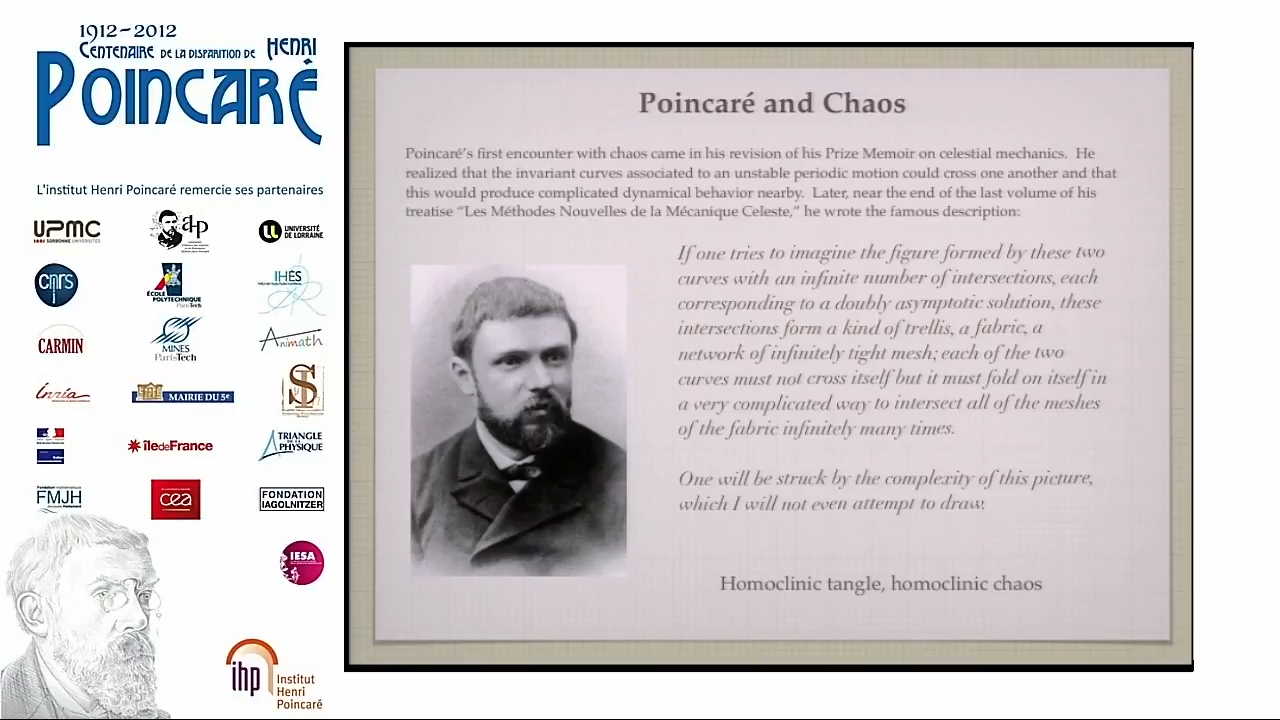 1912-2012
CENTENAIRE DE LA DISPARITION DE HENRI
POINCARÉ
L'institut Henri Poincaré remercie ses partenaires
UPMC
SORBONNE UNIVERSITÉS
ahp
UNIVERSITÉ
DE LORRAINE
cnrs
ÉCOLE
POLYTECHNIQUE
ParisTech
IHÉS
CARMIN
MINES
ParisTech
Animath
Inria
MAIRIE DU 5e
S
île de France
TRIANGLE
DE LA
PHYSIQUE
FMJH
cea
FONDATION
IAGOLNITZER
IESA
ihp
Institut
Henri
Poincaré
Poincaré and Chaos
Poincaré's first encounter with chaos came in his revision of his Prize Memoir on celestial mechanics. He
realized that the invariant curves associated to an unstable periodic motion could cross one another and that
this would produce complicated dynamical behavior nearby. Later, near the end of the last volume of his
treatise "Les Méthodes Nouvelles de la Mécanique Celeste," he wrote the famous description:
If one tries to imagine the figure formed by these two
curves with an infinite number of intersections, each
corresponding to a doubly asymptotic solution, these
intersections form a kind of trellis, a fabric, a
network of infinitely tight mesh; each of the two
curves must not cross itself but it must fold on itself in
a very complicated way to intersect all of the meshes
of the fabric infinitely many times.
One will be struck by the complexity of this picture,
which I will not even attempt to draw.
Homoclinic tangle, homoclinic chaos